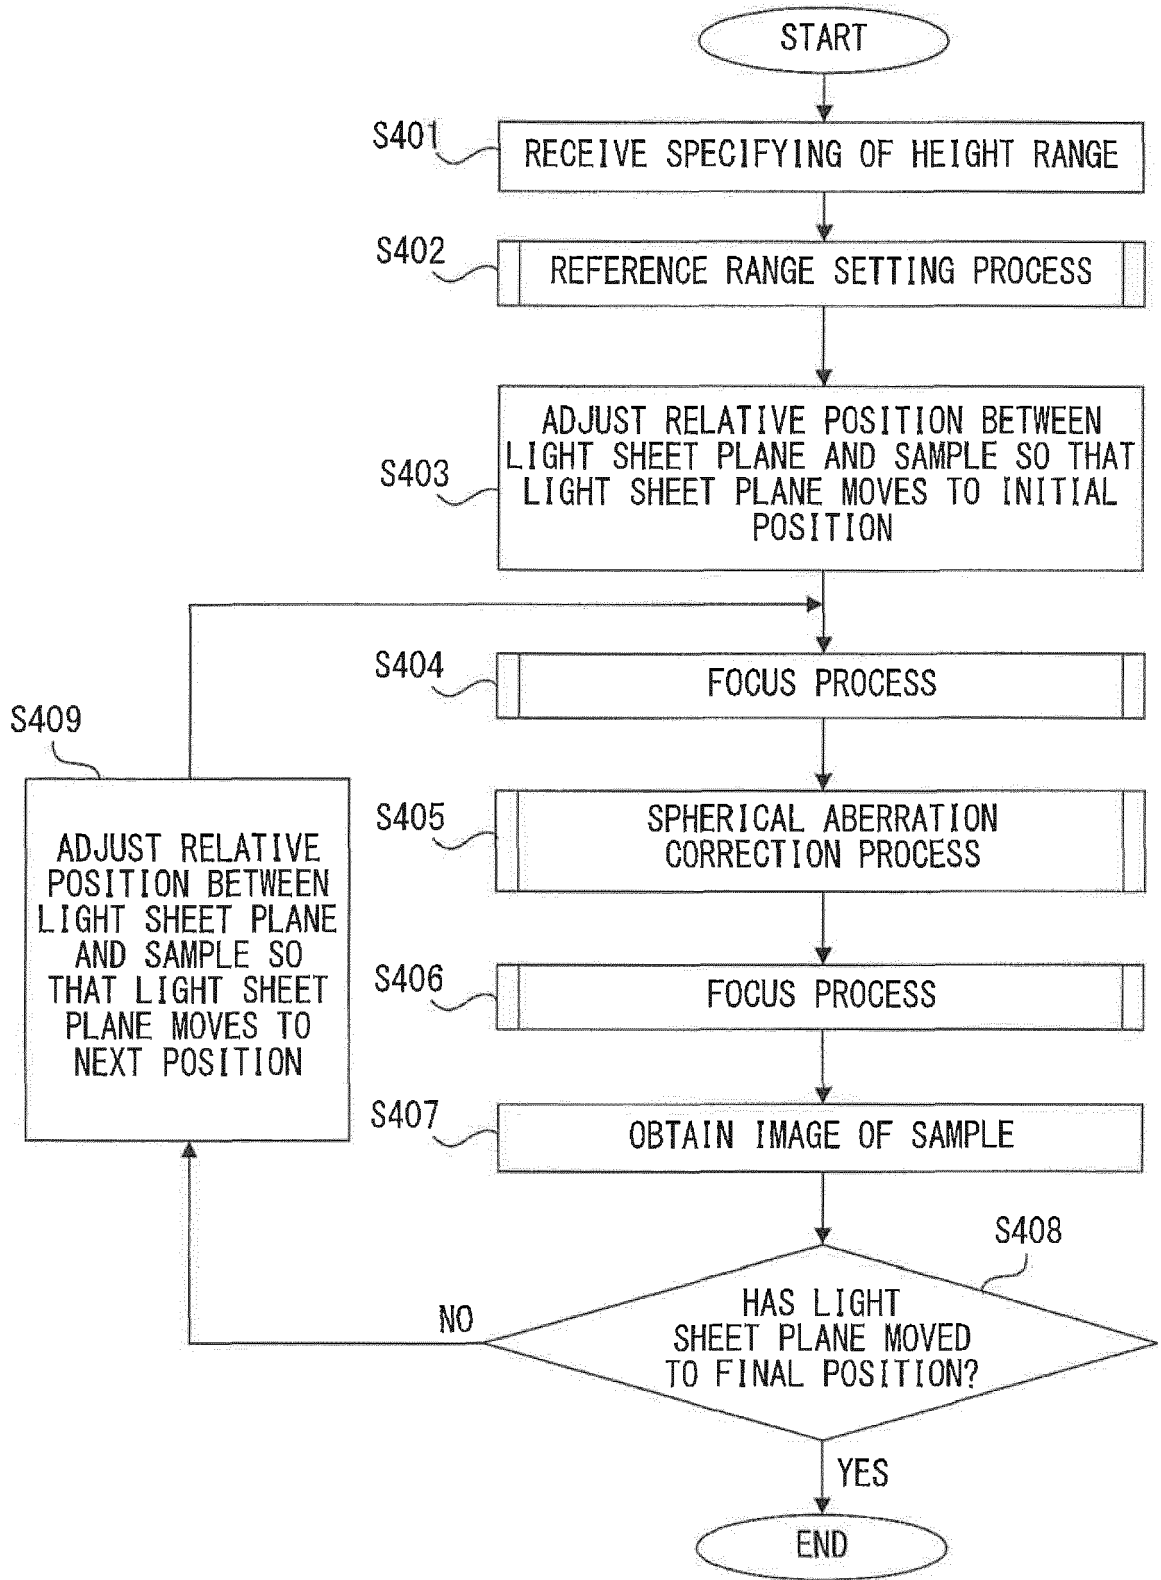 START
S401
RECEIVE SPECIFYING OF HEIGHT RANGE
S402
REFERENCE RANGE SETTING PROCESS
S403
ADJUST RELATIVE POSITION BETWEEN
LIGHT SHEET PLANE AND SAMPLE SO THAT
LIGHT SHEET PLANE MOVES TO INITIAL
POSITION
S404
FOCUS PROCESS
S405
SPHERICAL ABERRATION
CORRECTION PROCESS
S406
FOCUS PROCESS
S407
OBTAIN IMAGE OF SAMPLE
S408
HAS LIGHT
SHEET PLANE MOVED
TO FINAL POSITION?
NO
S409
ADJUST RELATIVE
POSITION BETWEEN
LIGHT SHEET PLANE
AND SAMPLE SO
THAT LIGHT SHEET
PLANE MOVES TO
NEXT POSITION
YES
END